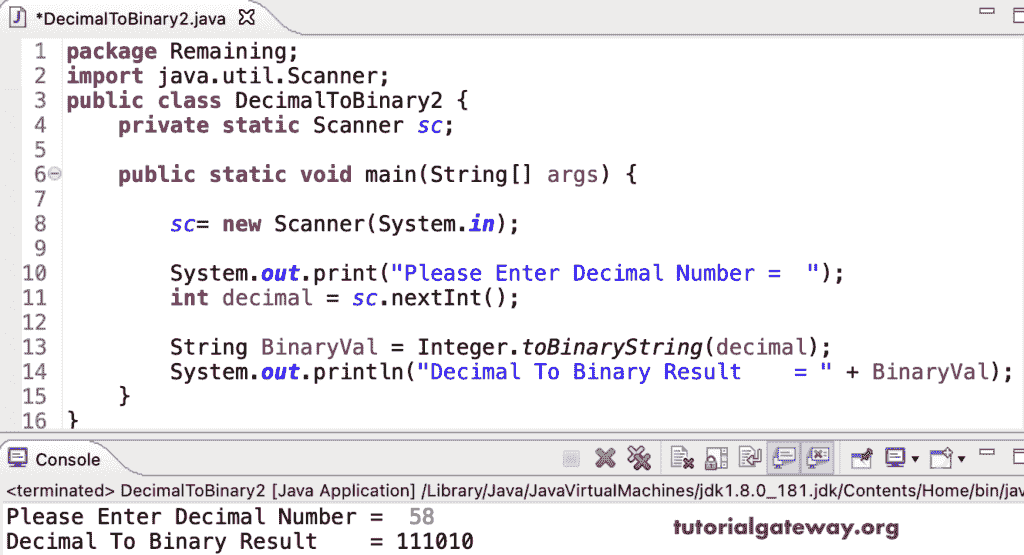 *DecimalToBinary2.java
1 package Remaining;
2 import java.util.Scanner;
3 public class DecimalToBinary2 {
4     private static Scanner sc;
5
6     public static void main(String[] args) {
7
8         sc= new Scanner(System.in);
9
10         System.out.print("Please Enter Decimal Number =  ");
11         int decimal = sc.nextInt();
12
13         String BinaryVal = Integer.toBinaryString(decimal);
14         System.out.println("Decimal To Binary Result    = " + BinaryVal);
15     }
16 }
Console
<terminated> DecimalToBinary2 [Java Application] /Library/Java/JavaVirtualMachines/jdk1.8.0_181.jdk/Contents/Home/bin/jav
Please Enter Decimal Number =  58
Decimal To Binary Result    = 111010
tutorialgateway.org